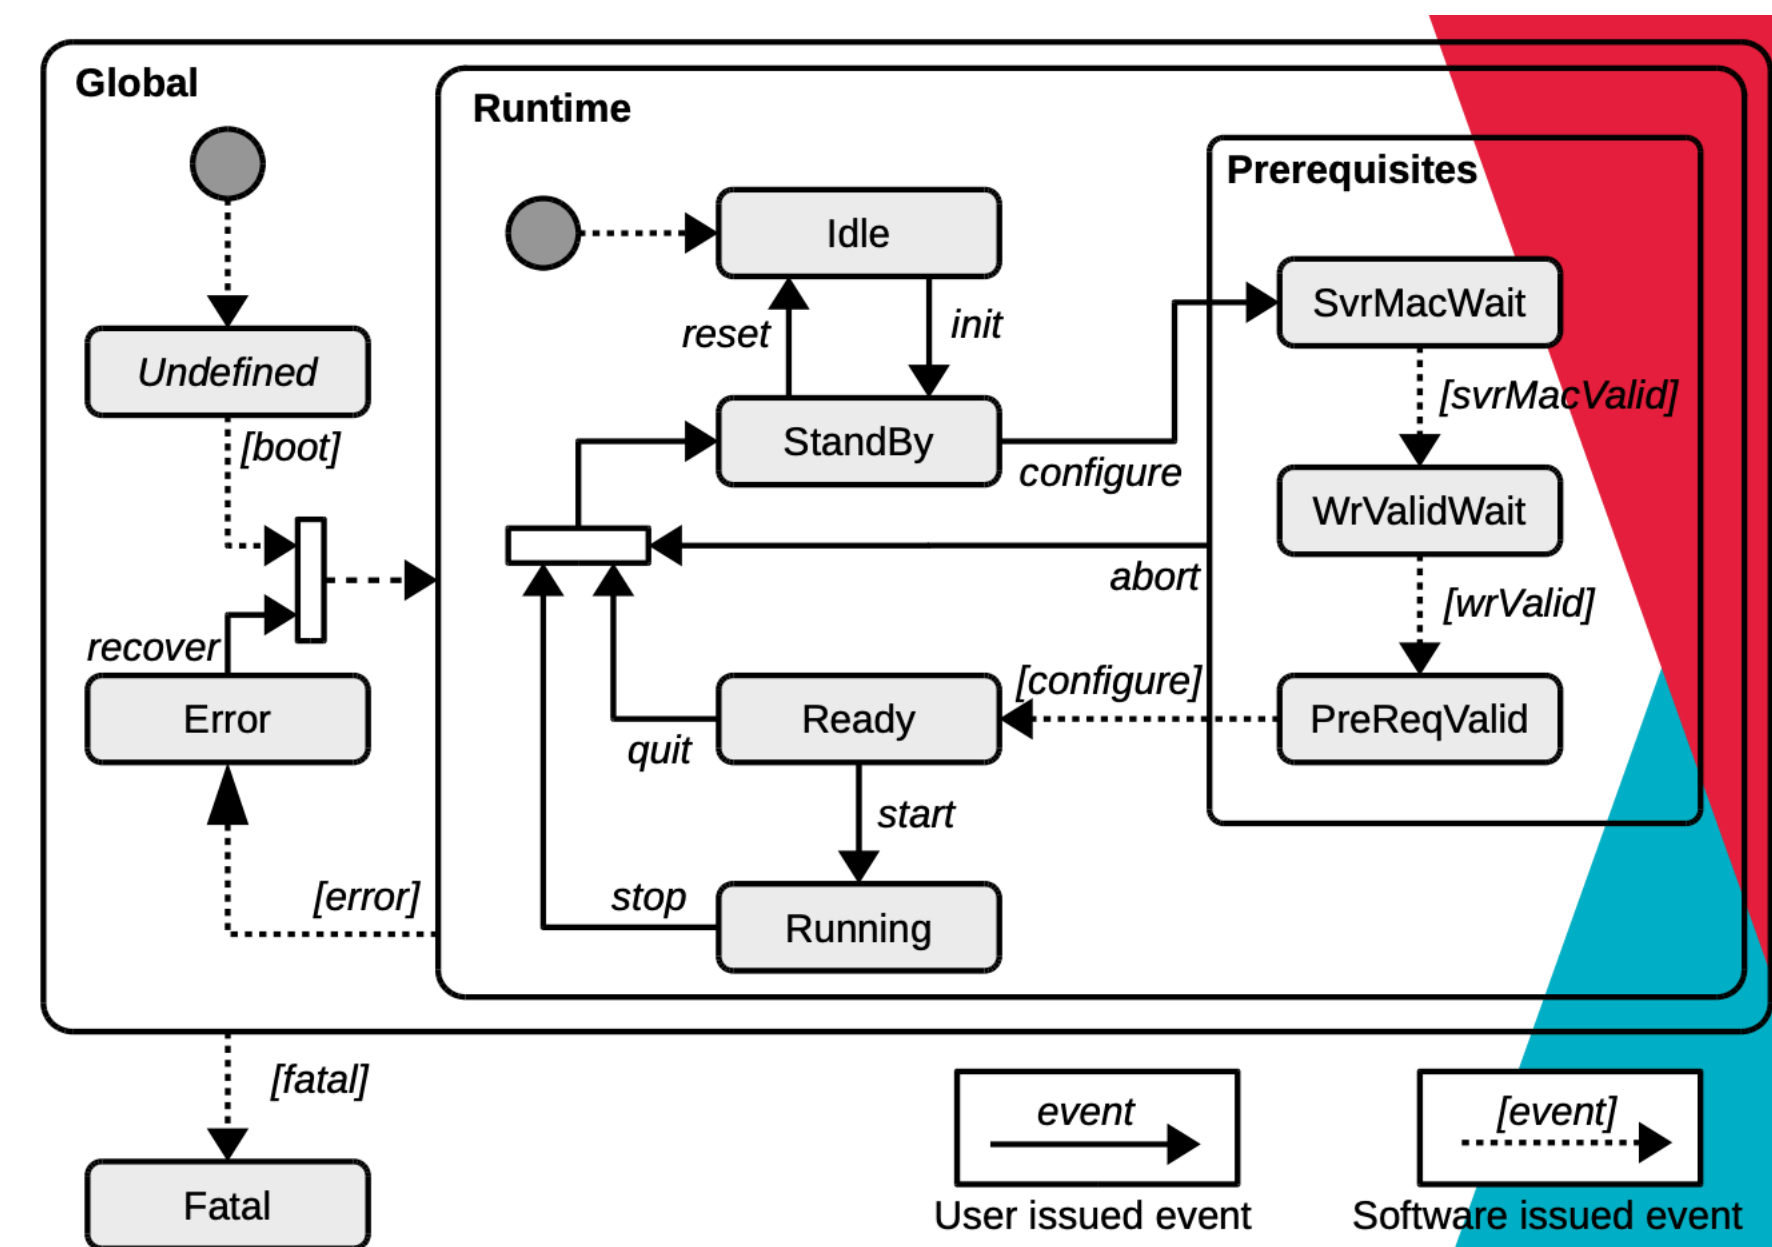 Global
Runtime
Prerequisites
Idle
SvrMacWait
reset
init
Undefined
[svrMacValid]
[boot]
StandBy
configure
WrValidWait
abort
[wrValid]
recover
[configure]
Error
Ready
PreReqValid
quit
start
[error]
stop
Running
[fatal]
event
[event]
Fatal
User issued event
Software issued event